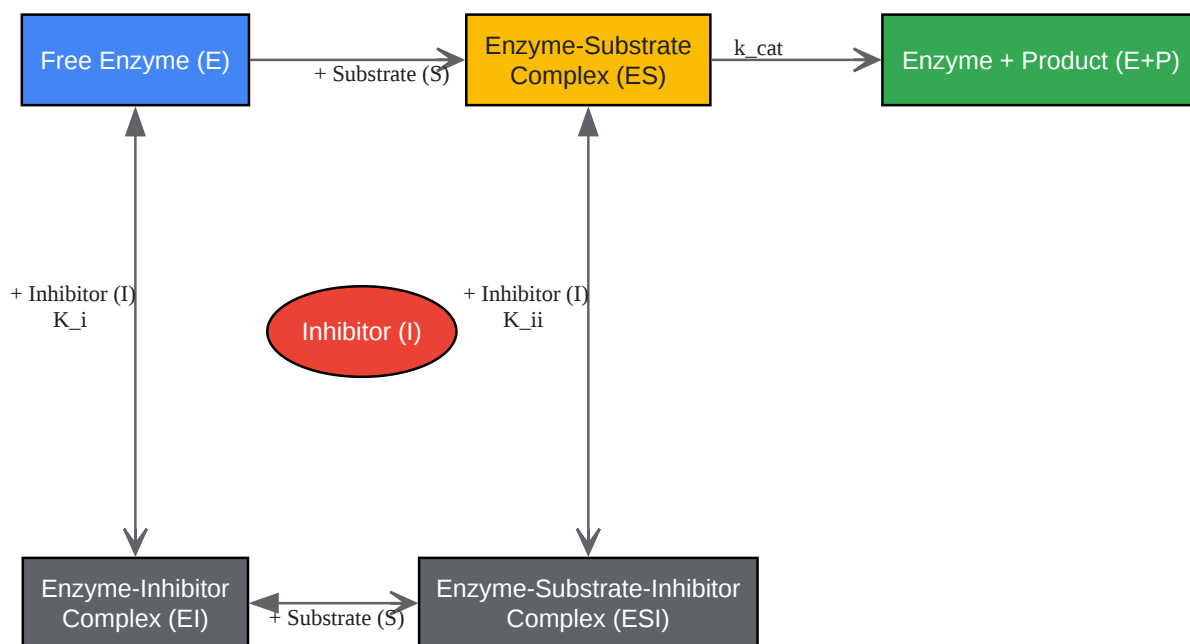 Free Enzyme (E)
+ Substrate (S)
Enzyme-Substrate
Complex (ES)
k_cat
Enzyme + Product (E+P)
+ Inhibitor (I)
K_i
Inhibitor (I)
+ Inhibitor (I)
K_ii
Enzyme-Inhibitor
Complex (EI)
+ Substrate (S)
Enzyme-Substrate-Inhibitor
Complex (ESI)